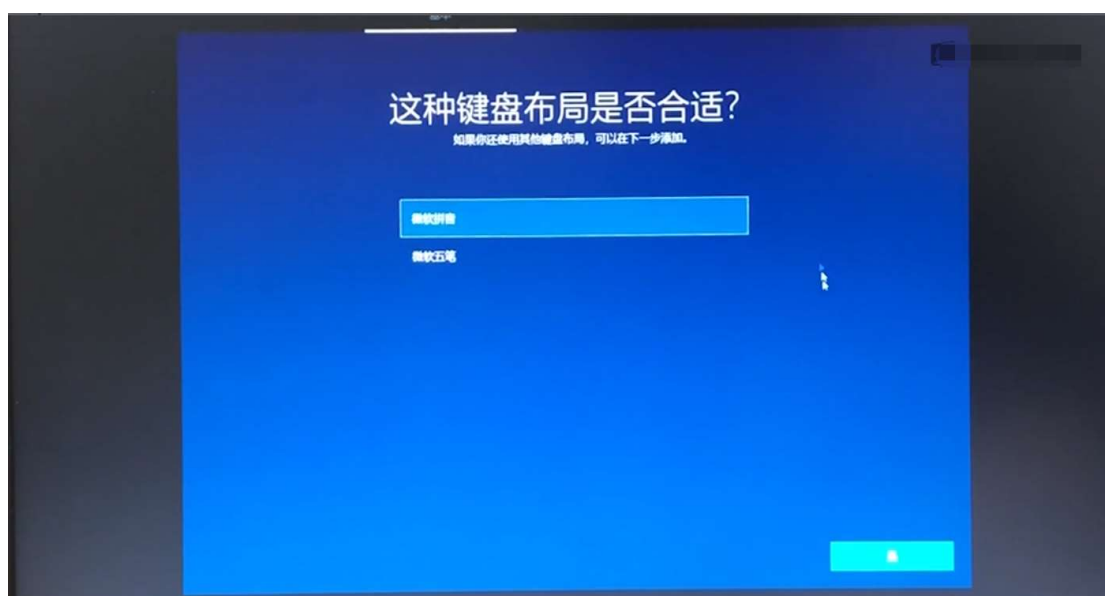 这种键盘布局是否合适?
如果你还使用其他键盘布局，可以在下一步添加。
微软拼音
微软五笔
是